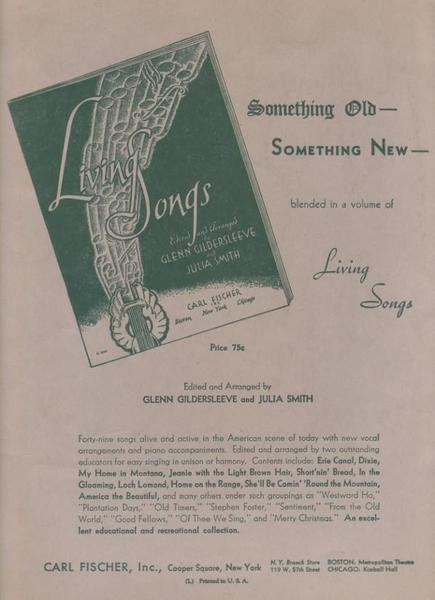 Living Songs
Edited and Arranged
by
GLENN GILDERSLEEVE
and
JULIA SMITH
CARL FISCHER
INC.
Boston New York Chicago
Something Old—
SOMETHING NEW—
blended in a volume of
Living
Songs
Price 75c
Edited and Arranged by
GLENN GILDERSLEEVE and JULIA SMITH
Forty-nine songs alive and active in the American scene of today with new vocal
arrangements and piano accompaniments. Edited and arranged by two outstanding
educators for easy singing in unison or harmony. Contents include: Erie Canal, Dixie,
My Home in Montana, Jeanie with the Light Brown Hair, Short'nin' Bread, In the
Gloaming, Loch Lomond, Home on the Range, She'll Be Comin' 'Round the Mountain,
America the Beautiful, and many others under such groupings as "Westward Ho,"
"Plantation Days," "Old Timers," "Stephen Foster," "Sentiment," "From the Old
World," "Good Fellows," "Of Thee We Sing," and "Merry Christmas." An excel-
lent educational and recreational collection.
CARL FISCHER, Inc., Cooper Square, New York
N. Y. Branch Store
119 W. 57th Street
BOSTON: Metropolitan Theatre
CHICAGO: Kimball Hall
(L) Printed in U. S. A.